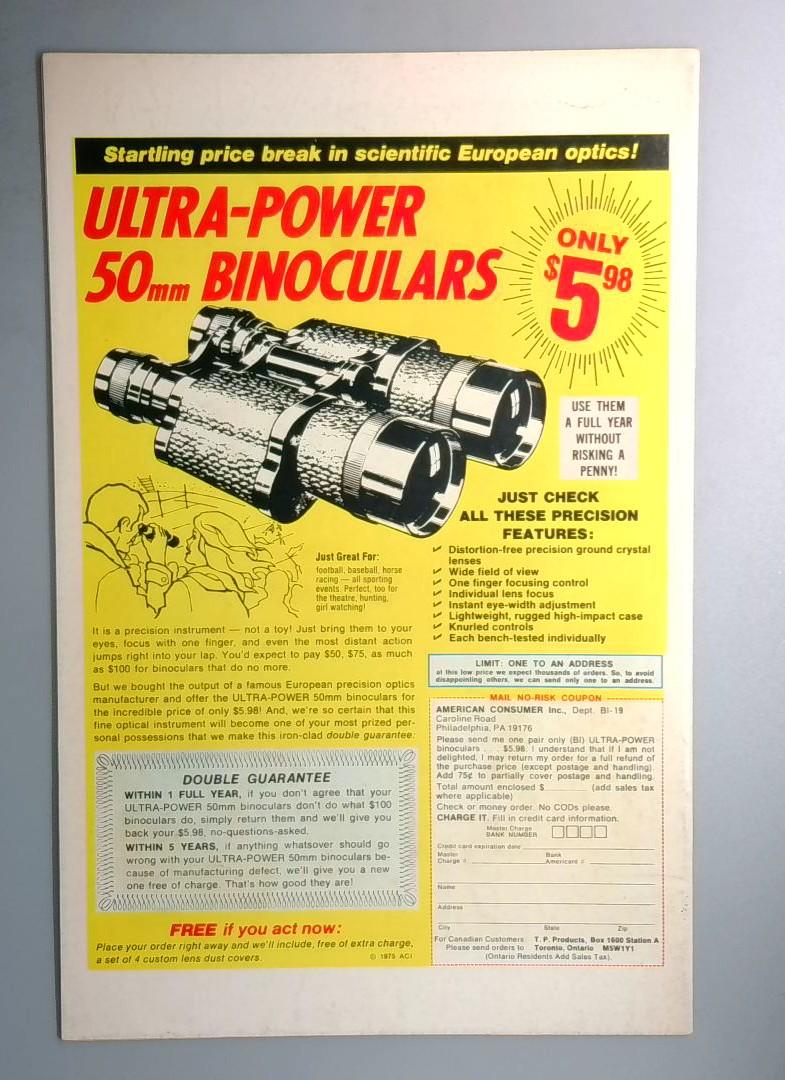 Startling price break in scientific European optics!
ULTRA-POWER
50mm BINOCULARS
ONLY
$5.98
USE THEM
A FULL YEAR
WITHOUT
RISKING A
PENNY!
JUST CHECK
ALL THESE PRECISION
FEATURES:
✓ Distortion-free precision ground crystal
lenses
✓ Wide field of view
✓ One finger focusing control
✓ Individual lens focus
✓ Instant eye-width adjustment
✓ Lightweight, rugged high-impact case
✓ Knurled controls
✓ Each bench-tested individually
Just Great For:
football, baseball, horse
racing — all sporting
events. Perfect, too for
the theatre, hunting,
girl watching!
It is a precision instrument — not a toy! Just bring them to your
eyes, focus with one finger, and even the most distant action
jumps right into your lap. You'd expect to pay $50, $75, as much
as $100 for binoculars that do no more.
But we bought the output of a famous European precision optics
manufacturer and offer the ULTRA-POWER 50mm binoculars for
the incredible price of only $5.98! And, we're so certain that this
fine optical instrument will become one of your most prized per-
sonal possessions that we make this iron-clad double guarantee:
DOUBLE GUARANTEE
WITHIN 1 FULL YEAR, if you don't agree that your
ULTRA-POWER 50mm binoculars don't do what $100
binoculars do, simply return them and we'll give you
back your $5.98, no-questions-asked.
WITHIN 5 YEARS, if anything whatsover should go
wrong with your ULTRA-POWER 50mm binoculars be-
cause of manufacturing defect, we'll give you a new
one free of charge. That's how good they are!
FREE if you act now:
Place your order right away and we'll include, free of extra charge,
a set of 4 custom lens dust covers.
© 1975 ACI
LIMIT: ONE TO AN ADDRESS
at this low price we expect thousands of orders. So, to avoid
disappointing others, we can send only one to an address.
MAIL NO-RISK COUPON
AMERICAN CONSUMER Inc., Dept. BI-19
Caroline Road
Philadelphia, PA 19176
Please send me one pair only (BI) ULTRA-POWER
binoculars . . . $5.98. I understand that if I am not
delighted, I may return my order for a full refund of
the purchase price (except postage and handling).
Add 75¢ to partially cover postage and handling.
Total amount enclosed $ (add sales tax
where applicable)
Check or money order. No CODs please.
CHARGE IT. Fill in credit card information.
Master Charge
BANK NUMBER
Credit card expiration date
Master Bank
Charge # Americard #
Name
Address
City State Zip
For Canadian Customers: T. P. Products, Box 1600 Station A
Please send orders to Toronto, Ontario M5W1Y1
(Ontario Residents Add Sales Tax).